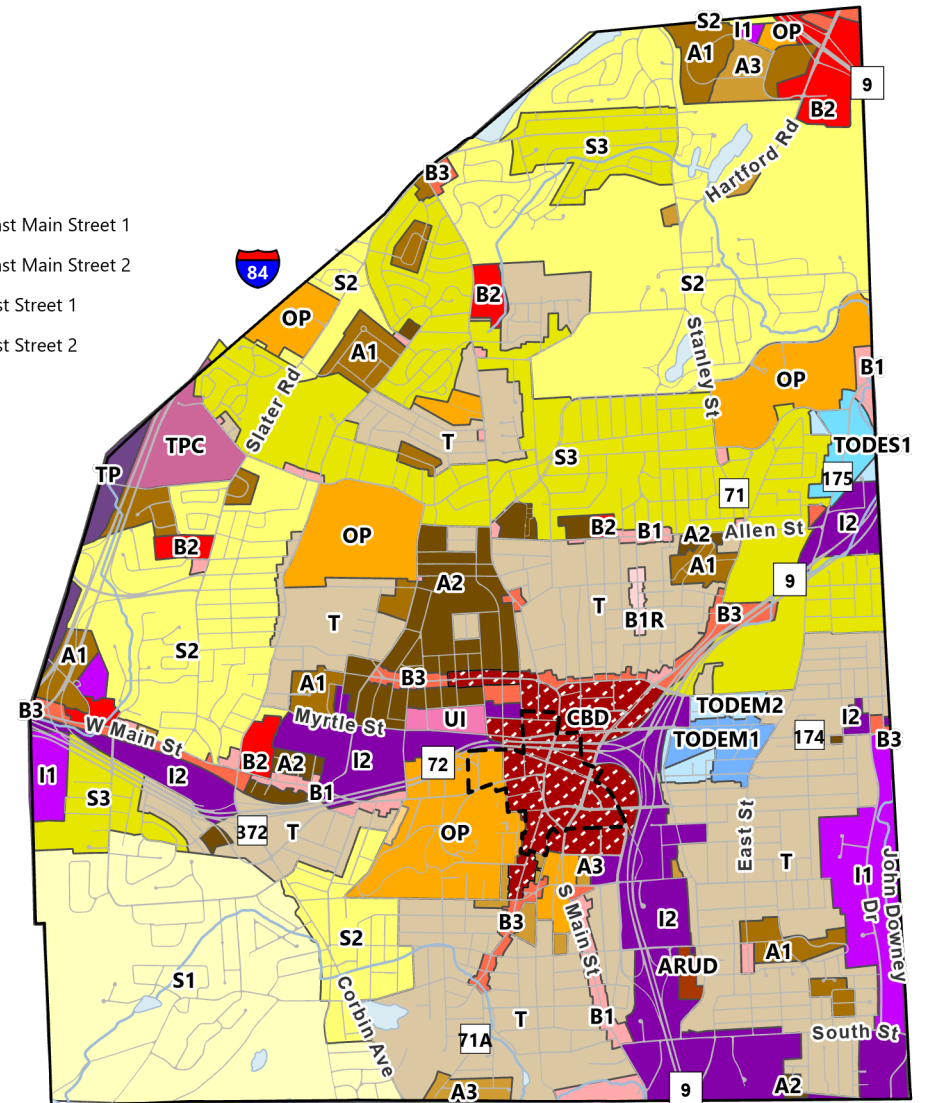 S2
I1
OP
A1
A3
9
B2
Hartford Rd
S3
B3
ast Main Street 1
ast Main Street 2
st Street 1
st Street 2
84
S2
S2
B2
OP
A1
Stanley St
OP
B1
Slater Rd
T
TPC
TP
S3
TODES1
175
71
I2
B2
B1
A2
Allen St
A1
B2
OP
A2
9
T
B1R
B3
T
A1
S2
A1
B3
B3
W Main St
Myrtle St
UI
CBD
TODEM2
TODEM1
174
I2
B3
I1
I2
B2
A2
I2
72
B1
S3
372
T
OP
East St
T
A3
I1
John Downey
Dr
B3
S Main St
I2
S2
A1
ARUD
S1
Corbin Ave
T
B1
71A
South St
A3
9
A2